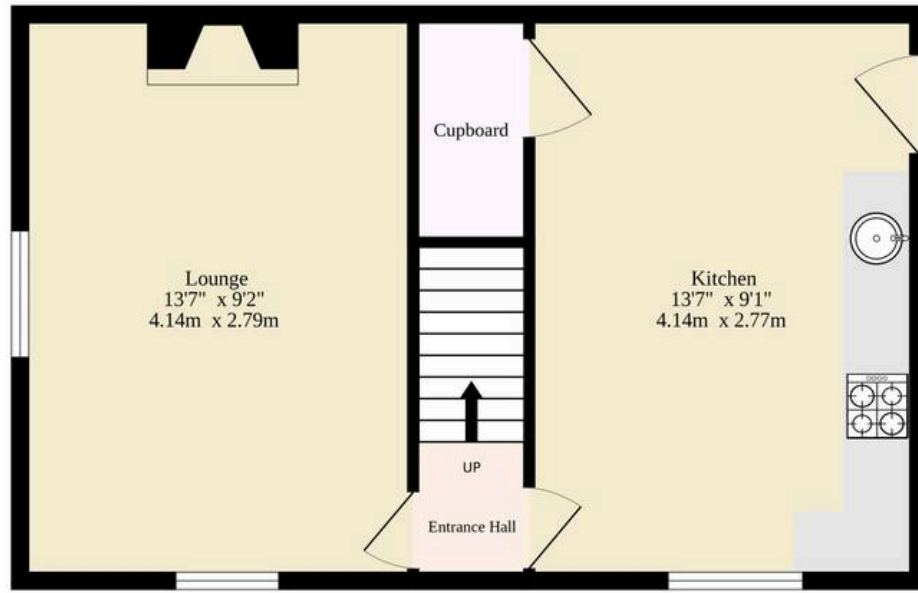 Cupboard
Lounge
13'7" x 9'2"
4.14m x 2.79m
Kitchen
13'7" x 9'1"
4.14m x 2.77m
UP
Entrance Hall